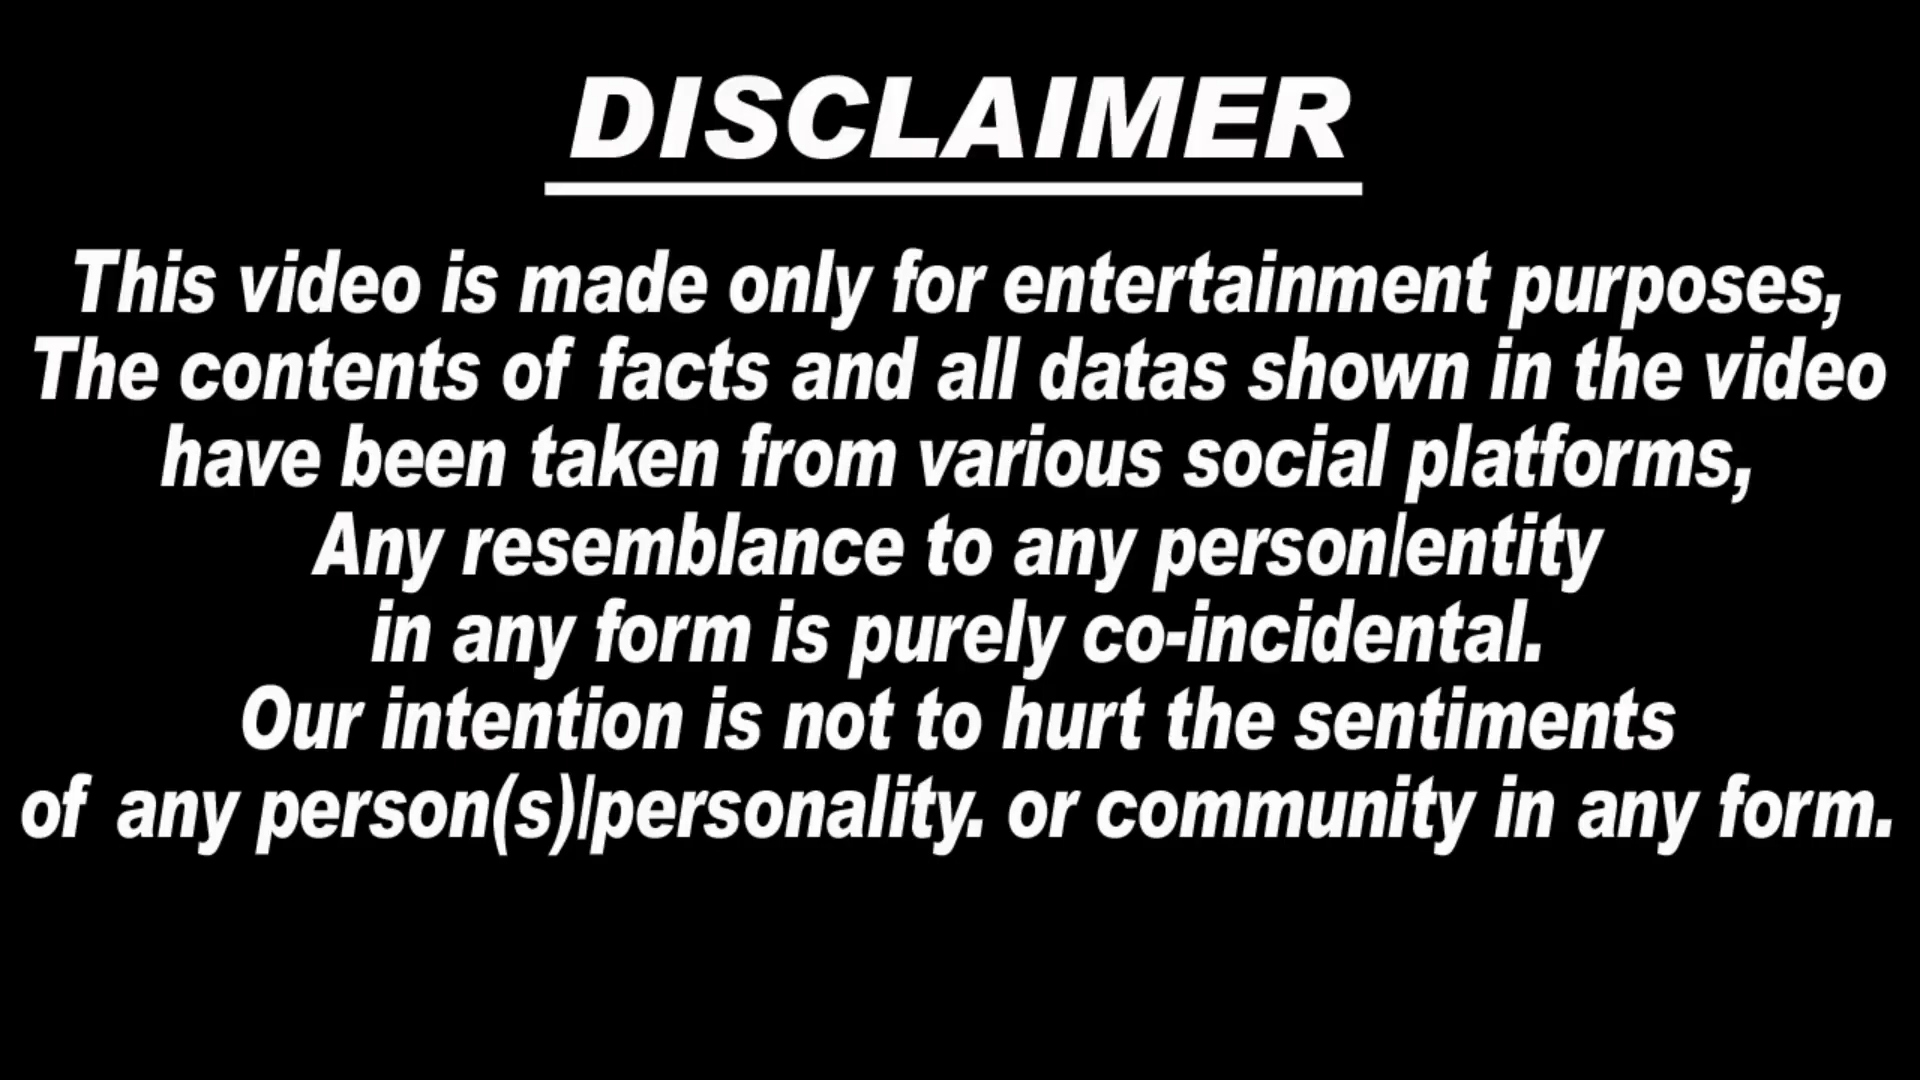 DISCLAIMER
This video is made only for entertainment purposes,
The contents of facts and all datas shown in the video
have been taken from various social platforms,
Any resemblance to any person/entity
in any form is purely co-incidental.
Our intention is not to hurt the sentiments
of any person(s)/personality. or community in any form.